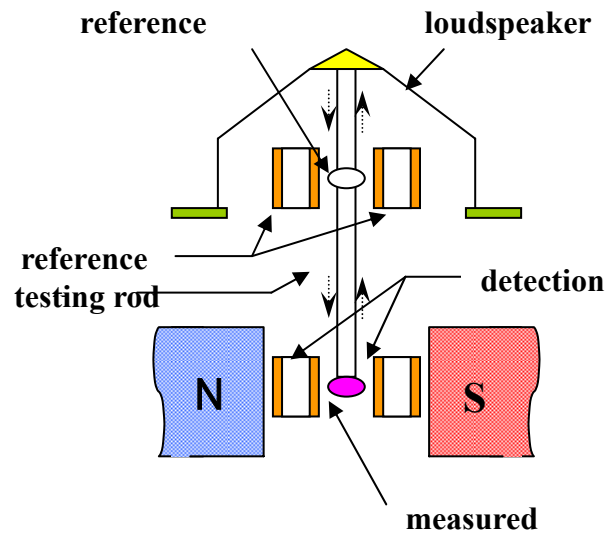 reference
loudspeaker
reference
testing rod
detection
N
S
measured